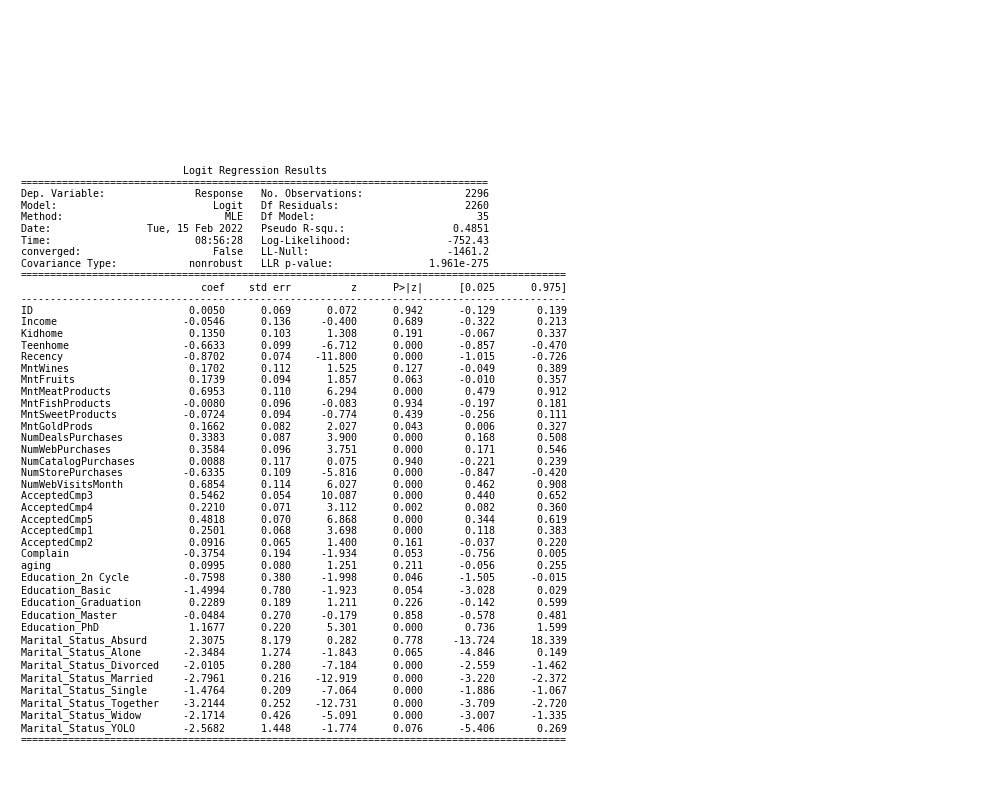 Logit Regression Results
==============================================================================
Dep. Variable: Response No. Observations: 2296
Model: Logit Df Residuals: 2260
Method: MLE Df Model: 35
Date: Tue, 15 Feb 2022 Pseudo R-squ.: 0.4851
Time: 08:56:28 Log-Likelihood: -752.43
converged: False LL-Null: -1461.2
Covariance Type: nonrobust LLR p-value: 1.961e-275
===========================================================================================
coef std err z P>|z| [0.025 0.975]
-------------------------------------------------------------------------------------------
ID 0.0050 0.069 0.072 0.942 -0.129 0.139
Income -0.0546 0.136 -0.400 0.689 -0.322 0.213
Kidhome 0.1350 0.103 1.308 0.191 -0.067 0.337
Teenhome -0.6633 0.099 -6.712 0.000 -0.857 -0.470
Recency -0.8702 0.074 -11.800 0.000 -1.015 -0.726
MntWines 0.1702 0.112 1.525 0.127 -0.049 0.389
MntFruits 0.1739 0.094 1.857 0.063 -0.010 0.357
MntMeatProducts 0.6953 0.110 6.294 0.000 0.479 0.912
MntFishProducts -0.0080 0.096 -0.083 0.934 -0.197 0.181
MntSweetProducts -0.0724 0.094 -0.774 0.439 -0.256 0.111
MntGoldProds 0.1662 0.082 2.027 0.043 0.006 0.327
NumDealsPurchases 0.3383 0.087 3.900 0.000 0.168 0.508
NumWebPurchases 0.3584 0.096 3.751 0.000 0.171 0.546
NumCatalogPurchases 0.0088 0.117 0.075 0.940 -0.221 0.239
NumStorePurchases -0.6335 0.109 -5.816 0.000 -0.847 -0.420
NumWebVisitsMonth 0.6854 0.114 6.027 0.000 0.462 0.908
AcceptedCmp3 0.5462 0.054 10.087 0.000 0.440 0.652
AcceptedCmp4 0.2210 0.071 3.112 0.002 0.082 0.360
AcceptedCmp5 0.4818 0.070 6.868 0.000 0.344 0.619
AcceptedCmp1 0.2501 0.068 3.698 0.000 0.118 0.383
AcceptedCmp2 0.0916 0.065 1.400 0.161 -0.037 0.220
Complain -0.3754 0.194 -1.934 0.053 -0.756 0.005
aging 0.0995 0.080 1.251 0.211 -0.056 0.255
Education_2n Cycle -0.7598 0.380 -1.998 0.046 -1.505 -0.015
Education_Basic -1.4994 0.780 -1.923 0.054 -3.028 0.029
Education_Graduation 0.2289 0.189 1.211 0.226 -0.142 0.599
Education_Master -0.0484 0.270 -0.179 0.858 -0.578 0.481
Education_PhD 1.1677 0.220 5.301 0.000 0.736 1.599
Marital_Status_Absurd 2.3075 8.179 0.282 0.778 -13.724 18.339
Marital_Status_Alone -2.3484 1.274 -1.843 0.065 -4.846 0.149
Marital_Status_Divorced -2.0105 0.280 -7.184 0.000 -2.559 -1.462
Marital_Status_Married -2.7961 0.216 -12.919 0.000 -3.220 -2.372
Marital_Status_Single -1.4764 0.209 -7.064 0.000 -1.886 -1.067
Marital_Status_Together -3.2144 0.252 -12.731 0.000 -3.709 -2.720
Marital_Status_Widow -2.1714 0.426 -5.091 0.000 -3.007 -1.335
Marital_Status_YOLO -2.5682 1.448 -1.774 0.076 -5.406 0.269
===========================================================================================